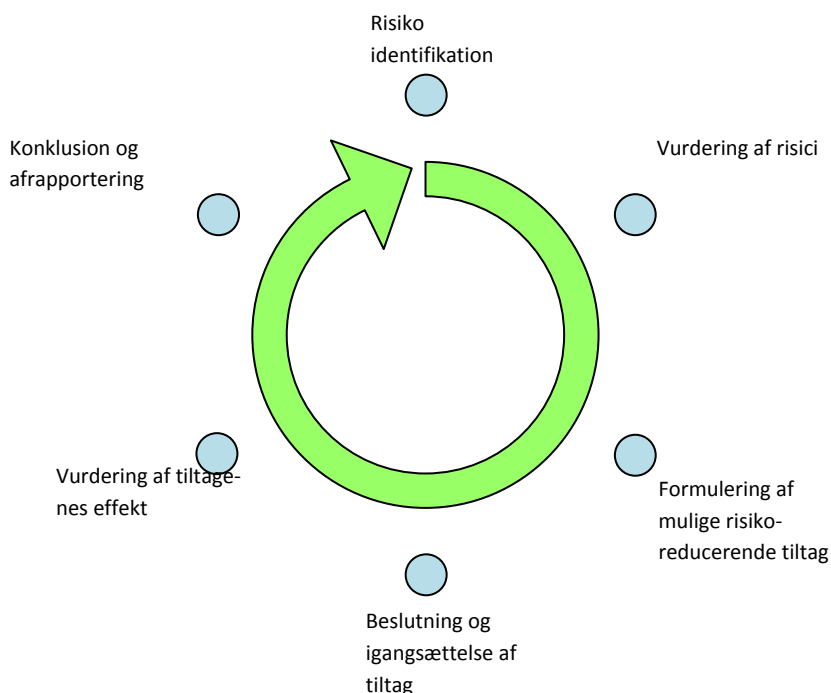 Risiko
identifikation
Vurdering af risici
Formulering af
mulige risiko-
reducerende tiltag
Beslutning og
igangsættelse af
tiltag
Vurdering af tiltage-
nes effekt
Konklusion og
afrapportering